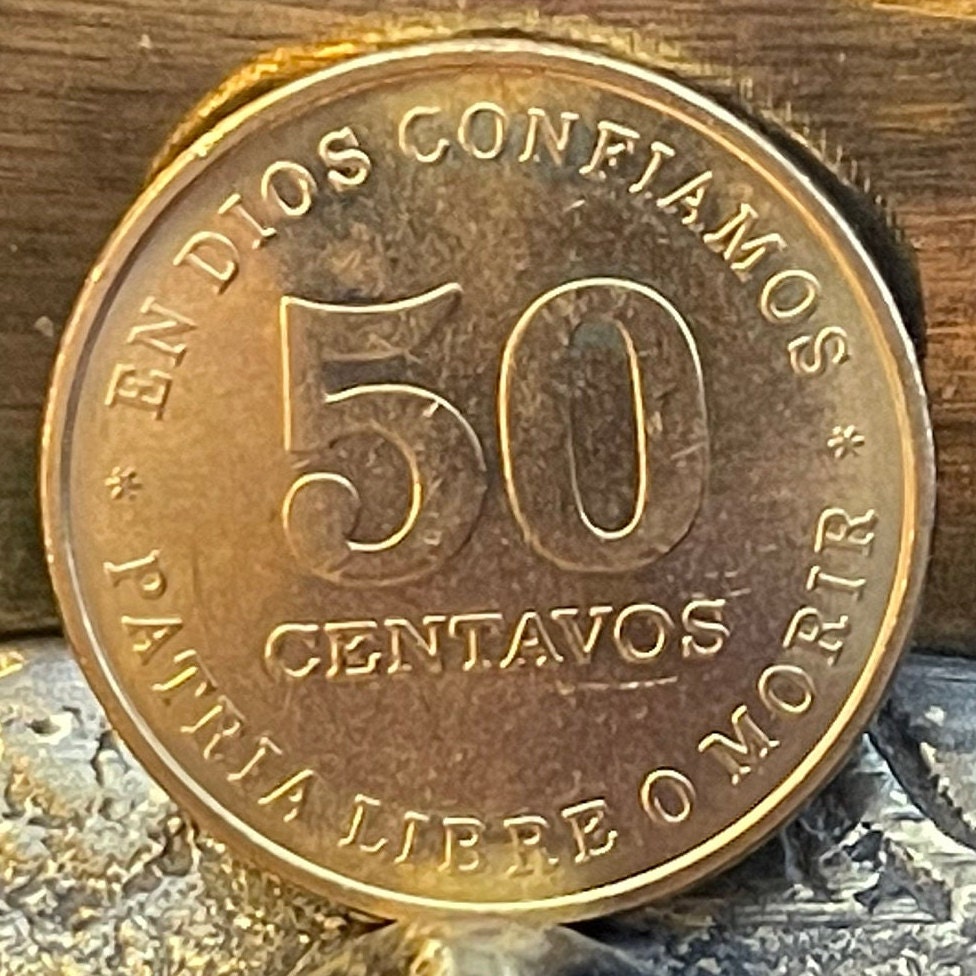 * EN DIOS CONFIAMOS *
50
CENTAVOS
PATRIA LIBRE O MORIR